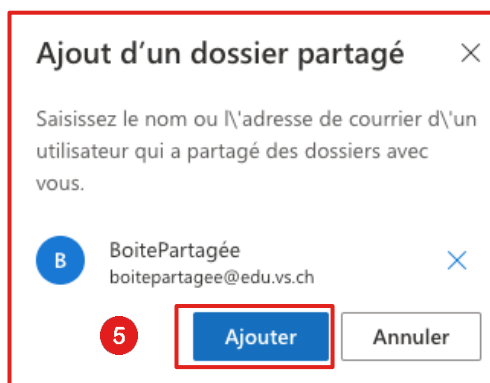 Ajout d’un dossier partagé
Saisissez le nom ou l\'adresse de courrier d\'un
utilisateur qui a partagé des dossiers avec
vous.
B
BoitePartagée
boitepartagee@edu.vs.ch
5
Ajouter
Annuler